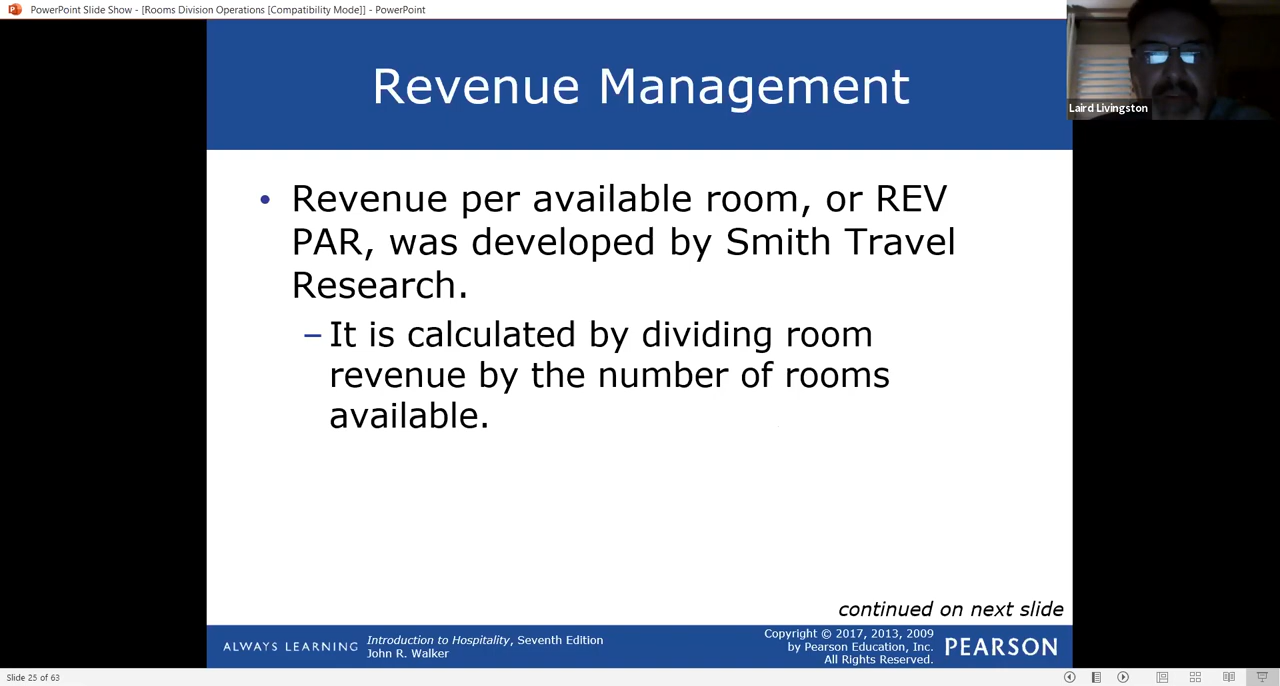 PowerPoint Slide Show - [Rooms Division Operations [Compatibility Mode]] - PowerPoint
Revenue Management
Laird Livingston
• Revenue per available room, or REV
PAR, was developed by Smith Travel
Research.
– It is calculated by dividing room
revenue by the number of rooms
available.
continued on next slide
ALWAYS LEARNING
Introduction to Hospitality, Seventh Edition
John R. Walker
Copyright © 2017, 2013, 2009
by Pearson Education, Inc.
All Rights Reserved.
PEARSON
Slide 25 of 63